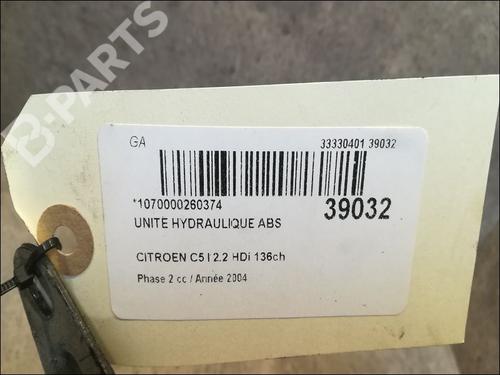 B-PARTS
GA
33330401 39032
*1070000260374
39032
UNITE HYDRAULIQUE ABS
CITROEN C5 I 2.2 HDi 136ch
Phase 2 cc / Année 2004